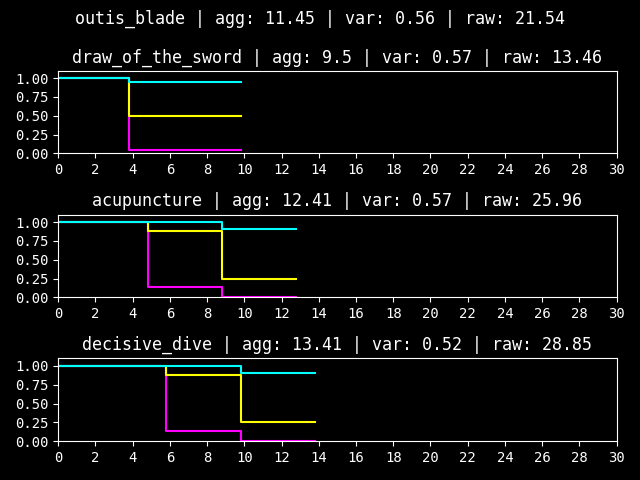 outis_blade | agg: 11.45 | var: 0.56 | raw: 21.54
draw_of_the_sword | agg: 9.5 | var: 0.57 | raw: 13.46
1.00
0.75
0.50
0.25
0.00
0 2 4 6 8 10 12 14 16 18 20 22 24 26 28 30
acupuncture | agg: 12.41 | var: 0.57 | raw: 25.96
1.00
0.75
0.50
0.25
0.00
0 2 4 6 8 10 12 14 16 18 20 22 24 26 28 30
decisive_dive | agg: 13.41 | var: 0.52 | raw: 28.85
1.00
0.75
0.50
0.25
0.00
0 2 4 6 8 10 12 14 16 18 20 22 24 26 28 30